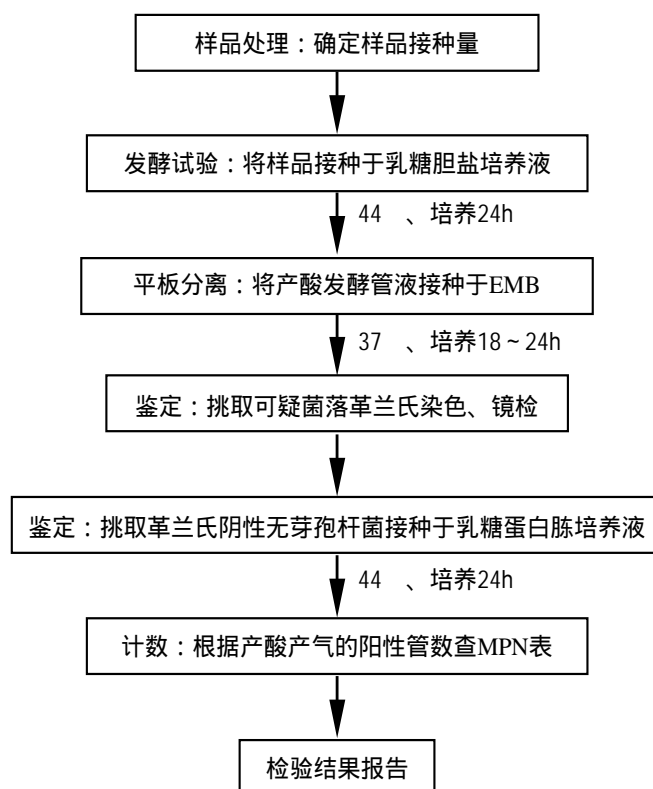 样品处理：确定样品接种量
发酵试验：将样品接种于乳糖胆盐培养液
44 、培养24h
平板分离：将产酸发酵管液接种于EMB
37 、培养18～24h
鉴定：挑取可疑菌落革兰氏染色、镜检
鉴定：挑取革兰氏阴性无芽孢杆菌接种于乳糖蛋白胨培养液
44 、培养24h
计数：根据产酸产气的阳性管数查MPN表
检验结果报告